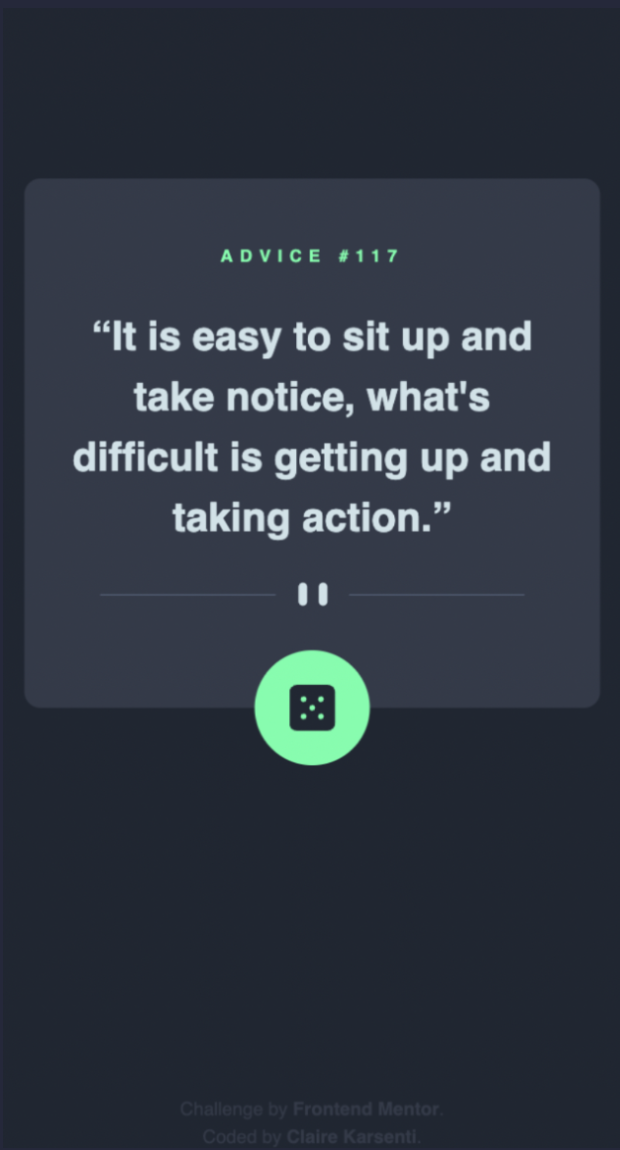 ADVICE #117
“It is easy to sit up and
take notice, what's
difficult is getting up and
taking action.”
Challenge by Frontend Mentor.
Coded by Claire Karsenti.